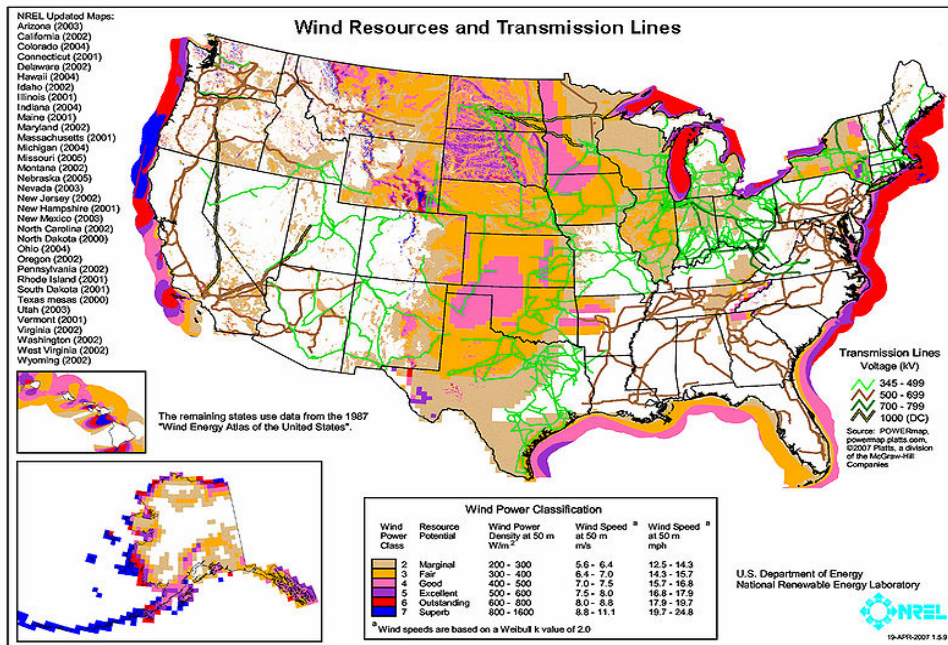 Wind Resources and Transmission Lines
NREL Updated Maps:
Arizona (2003)
California (2002)
Colorado (2004)
Connecticut (2001)
Delaware (2002)
Hawaii (2004)
Idaho (2002)
Illinois (2001)
Indiana (2004)
Maine (2001)
Maryland (2002)
Massachusetts (2001)
Michigan (2004)
Missouri (2005)
Montana (2002)
Nebraska (2005)
Nevada (2003)
New Jersey (2002)
New Hampshire (2001)
New Mexico (2003)
North Carolina (2002)
North Dakota (2000)
Ohio (2004)
Oregon (2002)
Pennsylvania (2002)
Rhode Island (2001)
South Dakota (2001)
Texas mesas (2000)
Utah (2003)
Vermont (2001)
Virginia (2002)
Washington (2002)
West Virginia (2002)
Wyoming (2002)
The remaining states use data from the 1987
"Wind Energy Atlas of the United States".
Transmission Lines
Voltage (kV)
345 - 499
500 - 699
700 - 799
1000 (DC)
Source: POWERmap,
powermap.platts.com,
©2007 Platts, a division
of the McGraw-Hill
Companies
Wind Power Classification
Wind Power Class Resource Potential Wind Power Density at 50 m W/m² Wind Speed a at 50 m m/s Wind Speed a at 50 m mph
2 Marginal 200 - 300 5.6 - 6.4 12.5 - 14.3
3 Fair 300 - 400 6.4 - 7.0 14.3 - 15.7
4 Good 400 - 500 7.0 - 7.5 15.7 - 16.8
5 Excellent 500 - 600 7.5 - 8.0 16.8 - 17.9
6 Outstanding 600 - 800 8.0 - 8.8 17.9 - 19.7
7 Superb 800 - 1600 8.8 - 11.1 19.7 - 24.8
a Wind speeds are based on a Weibull k value of 2.0
U.S. Department of Energy
National Renewable Energy Laboratory
NREL
19-APR-2007 1.5.9